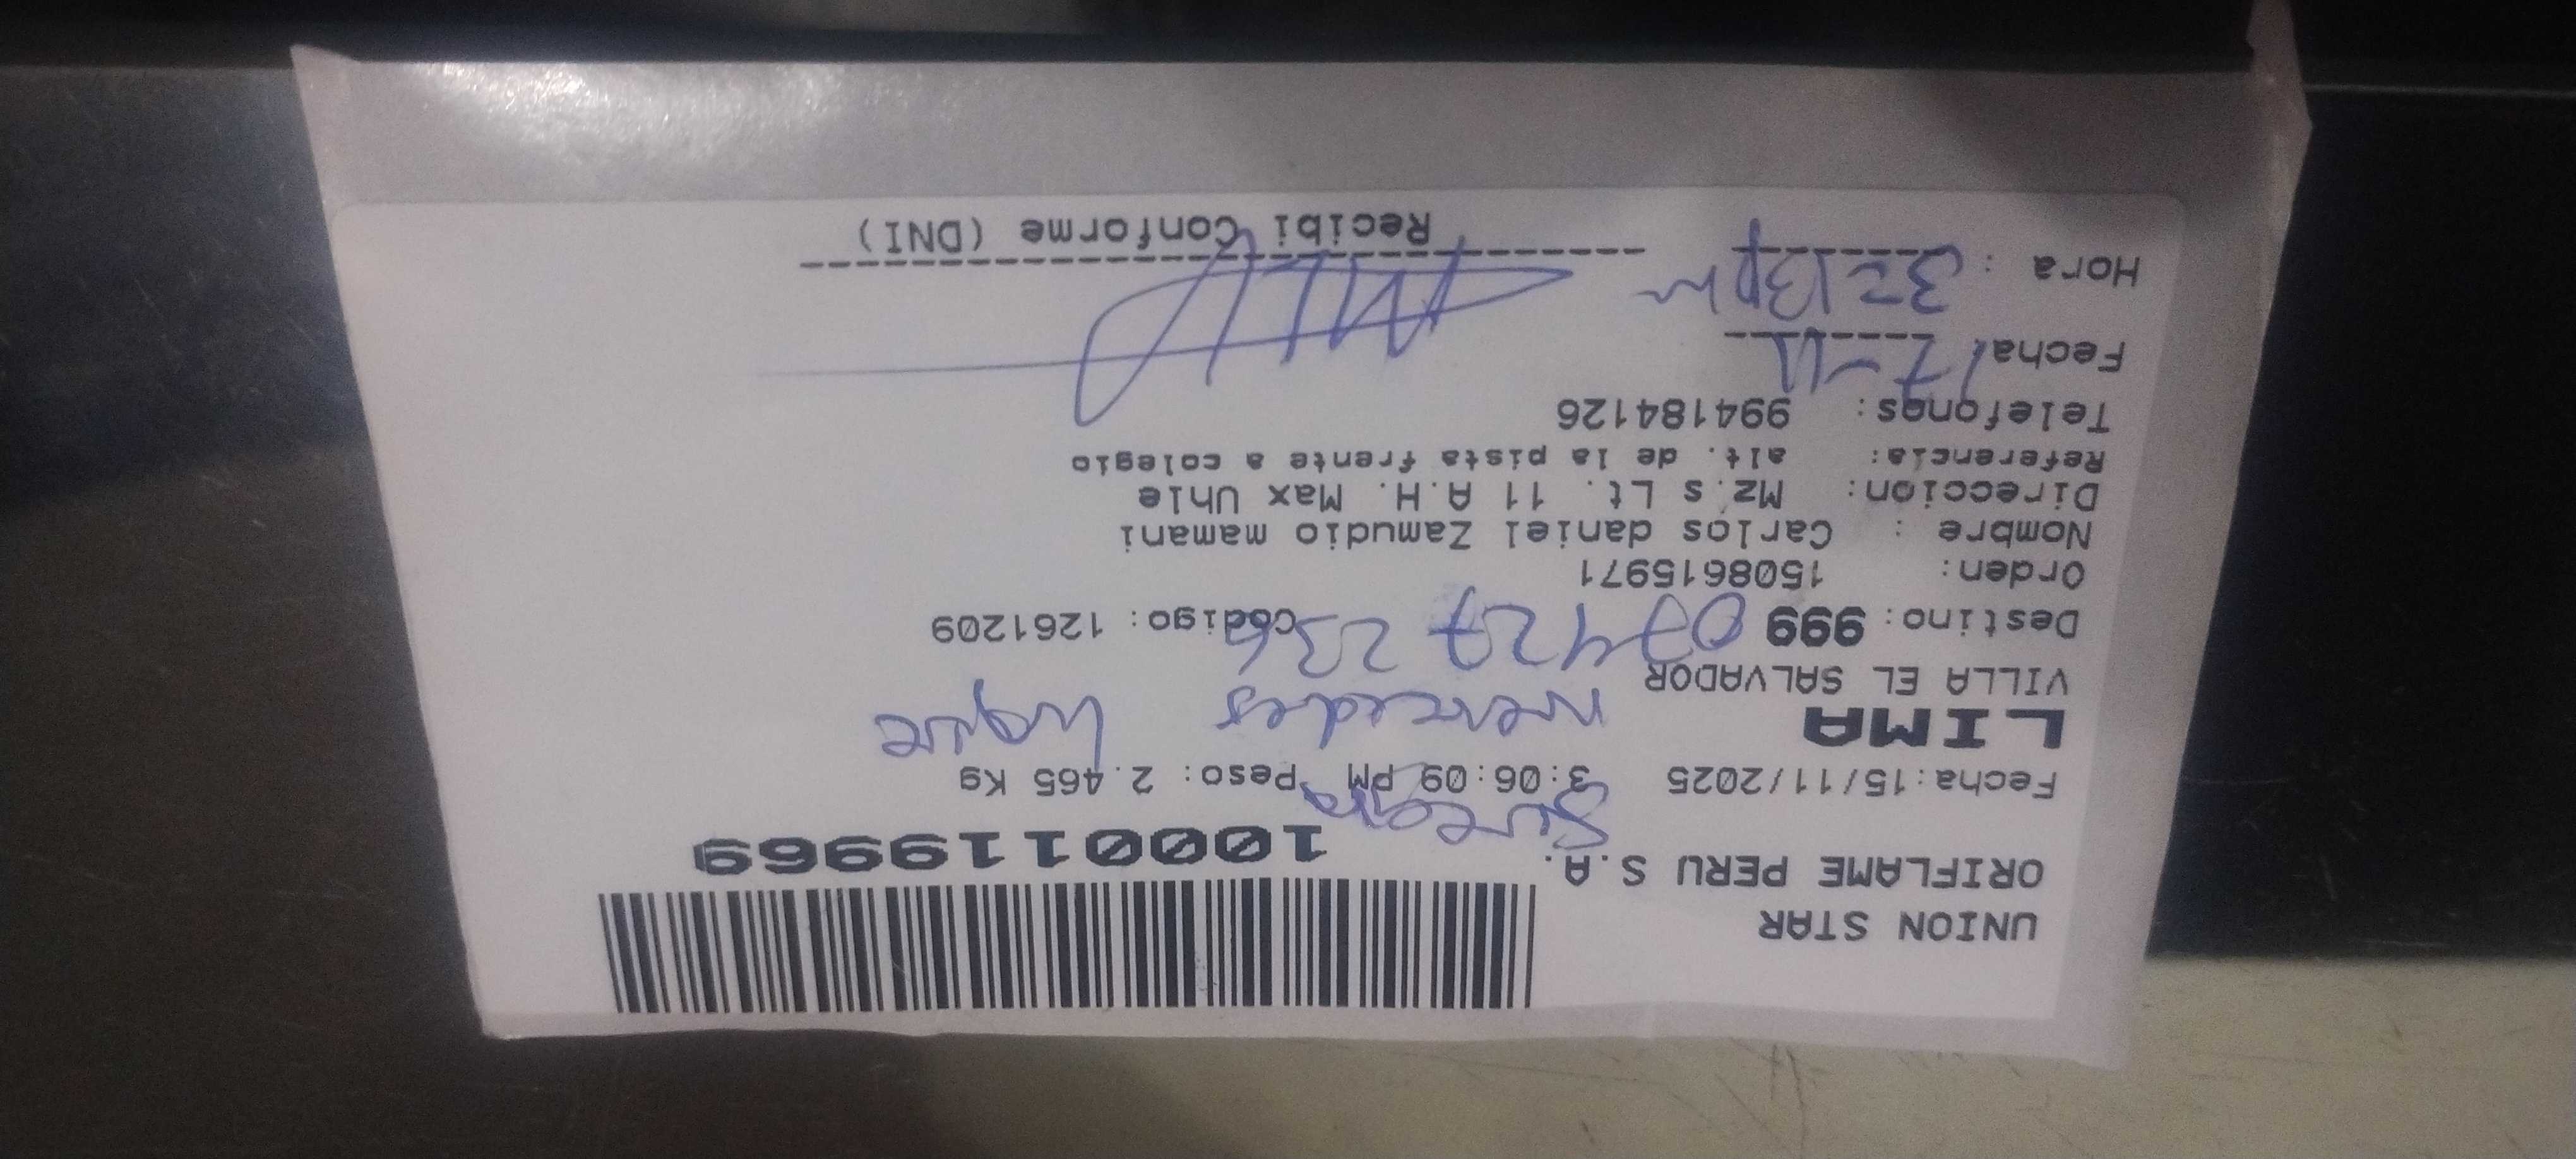 UNION STAR
ORIFLAME PERU S.A.
1000119969
Suegra
Fecha:15/11/2025 3:06:09 PM Peso: 2.465 Kg
LIMA
mercedes luque
VILLA EL SALVADOR
Destino: 999 Código: 1261209
Orden: 1508615971
Nombre : Carlos daniel Zamudio mamani
Direccion: Mz.s Lt. 11 A.H. Max Uhle
Referencia: alt. de la pista frente a colegio
Telefonos: 994184126
Fecha: 17-11
Hora : 3:13pm
Recibi Conforme (DNI)